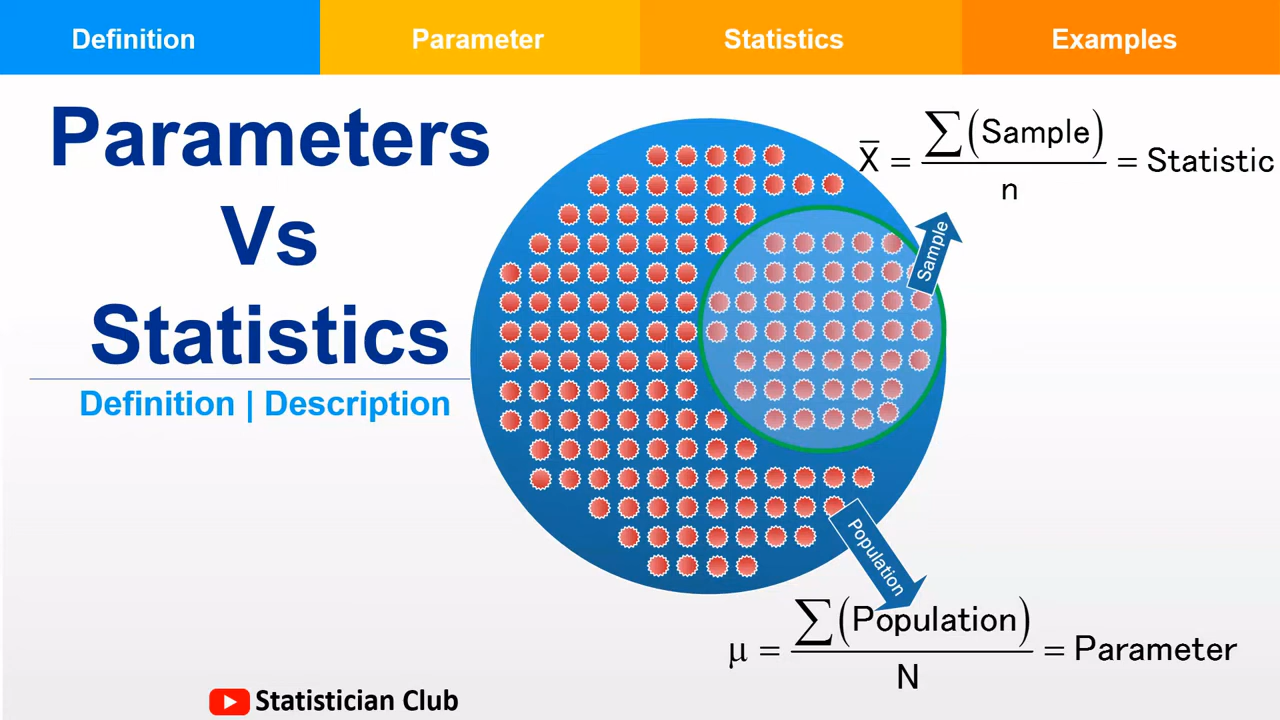 Definition
Parameter
Statistics
Examples
Parameters
Vs
Statistics
Definition | Description
X̄ = ∑(Sample) / n = Statistic
Sample
Population
μ = ∑(Population) / N = Parameter
Statistician Club